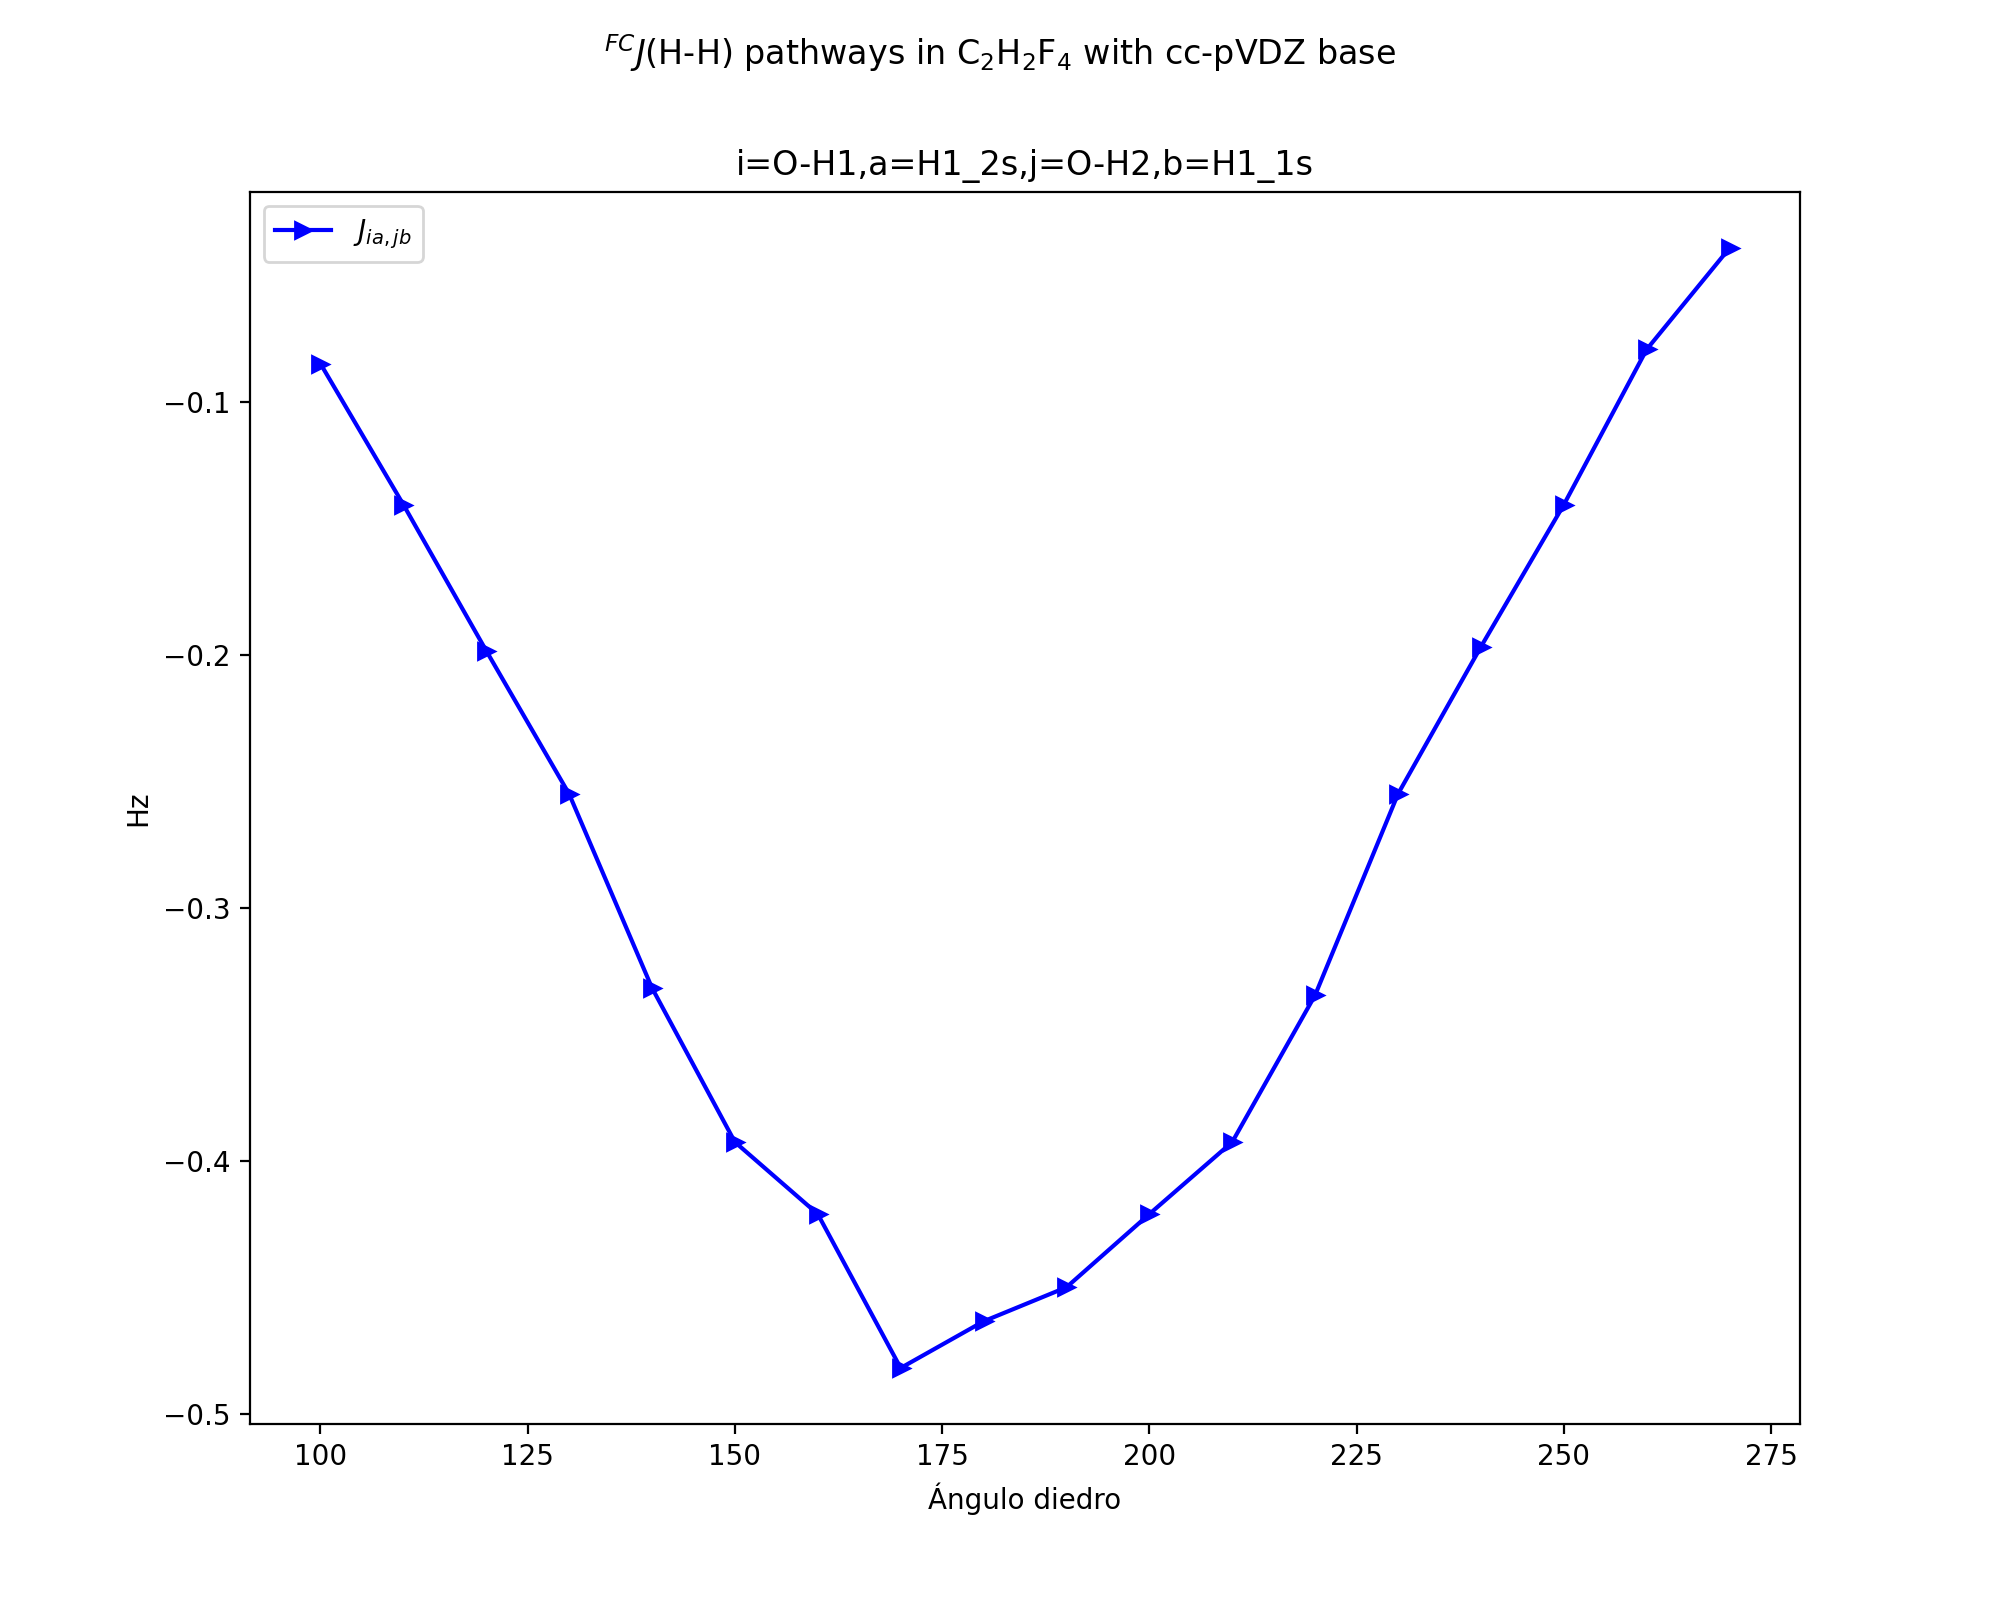 FCJ(H-H) pathways in C2H2F4 with cc-pVDZ base
i=O-H1,a=H1_2s,j=O-H2,b=H1_1s
Jia,jb
−0.1
−0.2
−0.3
−0.4
−0.5
Hz
100 125 150 175 200 225 250 275
Ángulo diedro